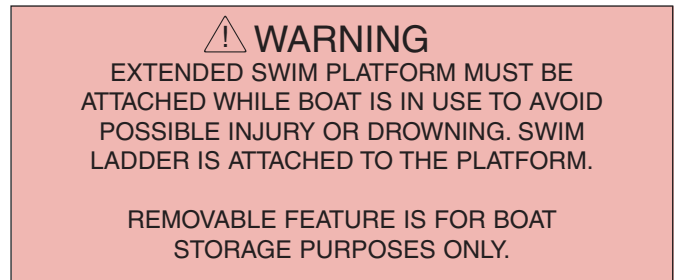 ⚠ WARNING
EXTENDED SWIM PLATFORM MUST BE
ATTACHED WHILE BOAT IS IN USE TO AVOID
POSSIBLE INJURY OR DROWNING. SWIM
LADDER IS ATTACHED TO THE PLATFORM.
REMOVABLE FEATURE IS FOR BOAT
STORAGE PURPOSES ONLY.